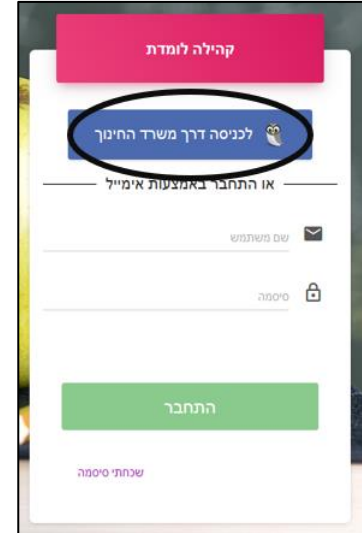 קהילה לומדת
לכניסה דרך משרד החינוך
או התחבר באמצעות אימייל
שם משתמש
סיסמה
התחבר
שכחתי סיסמה